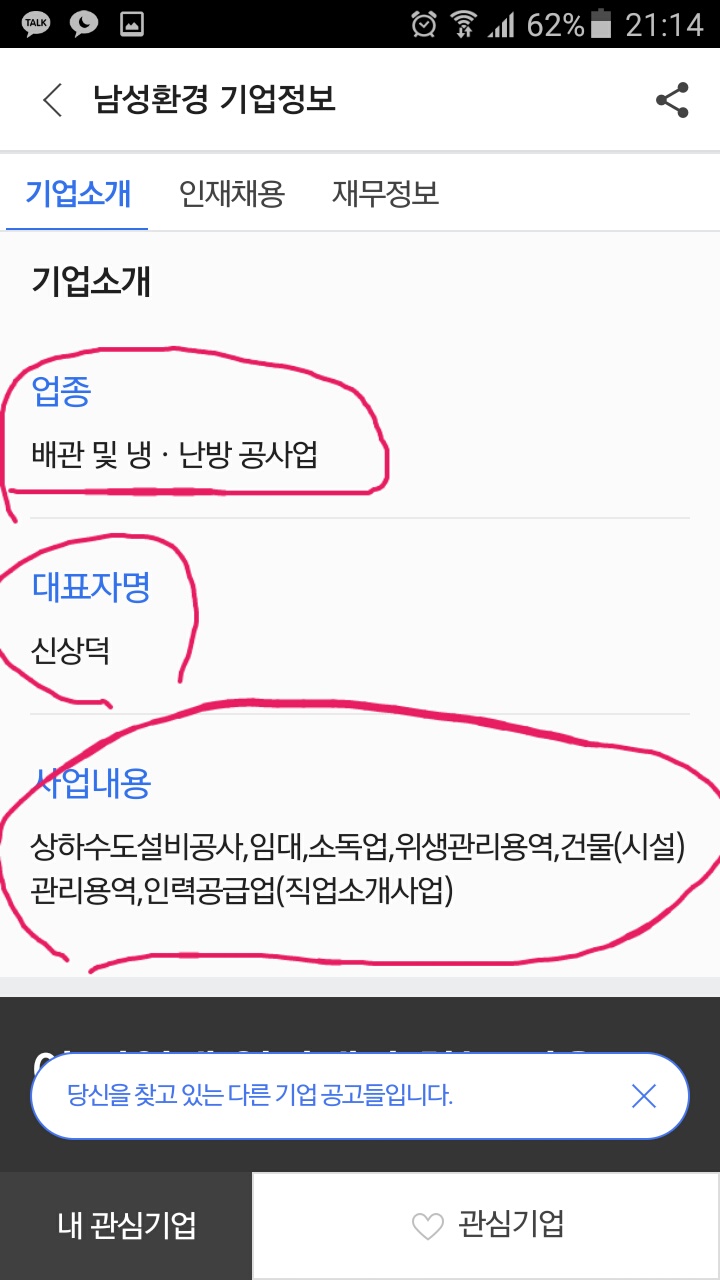 TALK
62% 21:14
남성환경 기업정보
기업소개 인재채용 재무정보
기업소개
업종
배관 및 냉 · 난방 공사업
대표자명
신상덕
사업내용
상하수도설비공사,임대,소독업,위생관리용역,건물(시설)
관리용역,인력공급업(직업소개사업)
당신을 찾고 있는 다른 기업 공고들입니다.
내 관심기업 관심기업